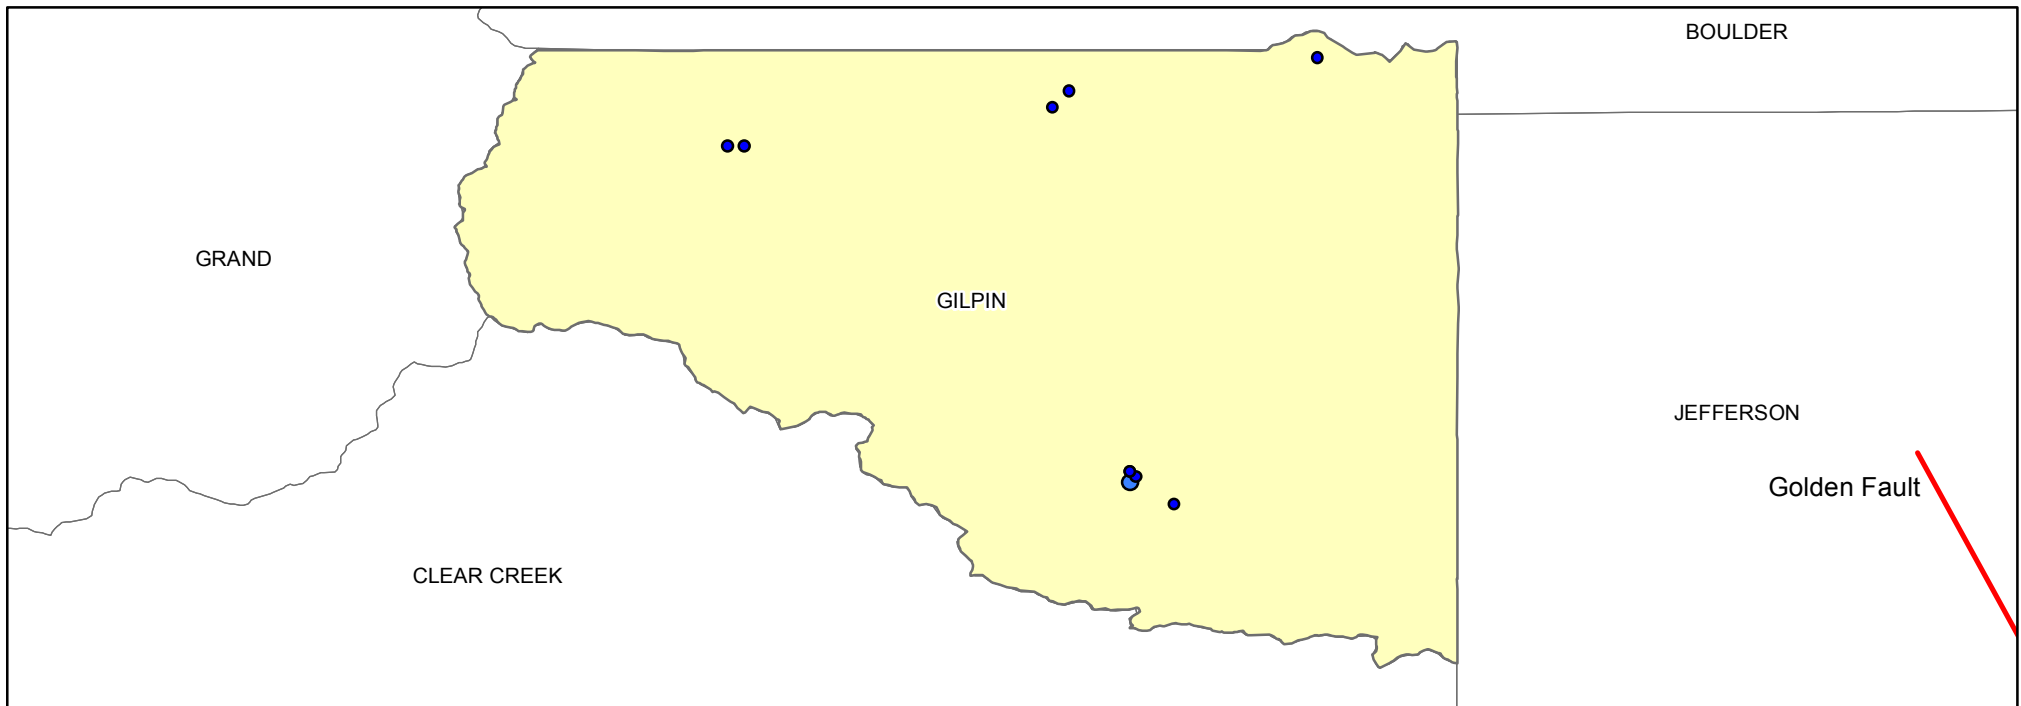 BOULDER
GRAND
GILPIN
JEFFERSON
Golden Fault
CLEAR CREEK